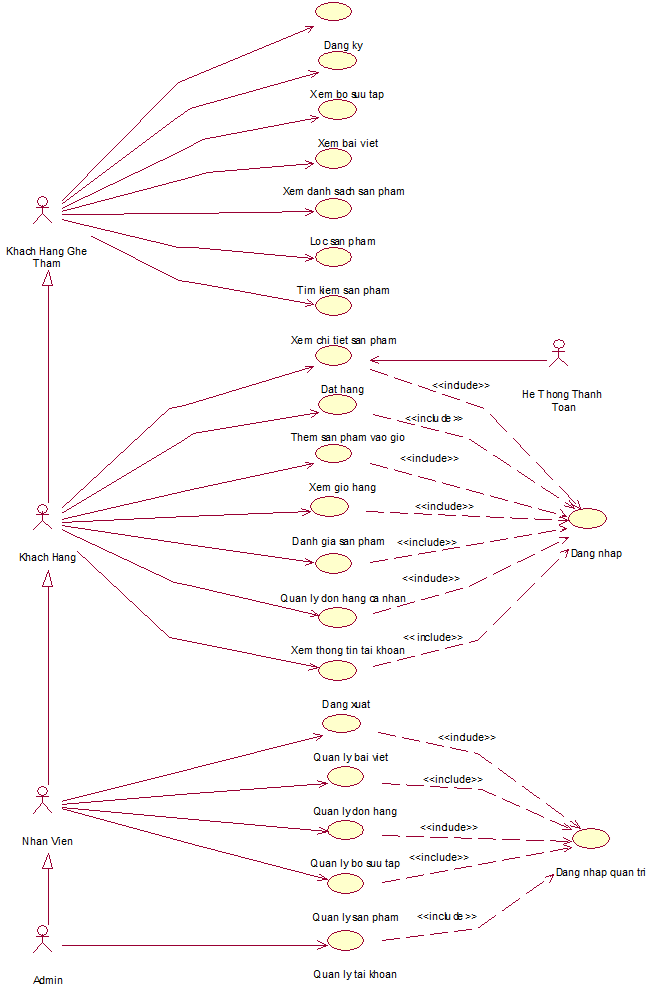 Dang ky
Xem bo suu tap
Xem bai viet
Xem danh sach san pham
Khach Hang Ghe
Tham
Loc san pham
Tim kiem san pham
Xem chi tiet san pham
<<include>>
He Thong Thanh
Toan
Dat hang
<<include>>
Them san pham vao gio
<<include>>
Xem gio hang
<<include>>
Danh gia san pham
<<include>>
Khach Hang
Dang nhap
<<include>>
Quan ly don hang ca nhan
<< include>>
Xem thong tin tai khoan
Dang xuat
<<include>>
Quan ly bai viet
<<include>>
Quan ly don hang
<<include>>
Nhan Vien
Quan ly bo suu tap
<<include>>
Dang nhap quan tri
Quan ly san pham
<<include>>
Quan ly tai khoan
Admin